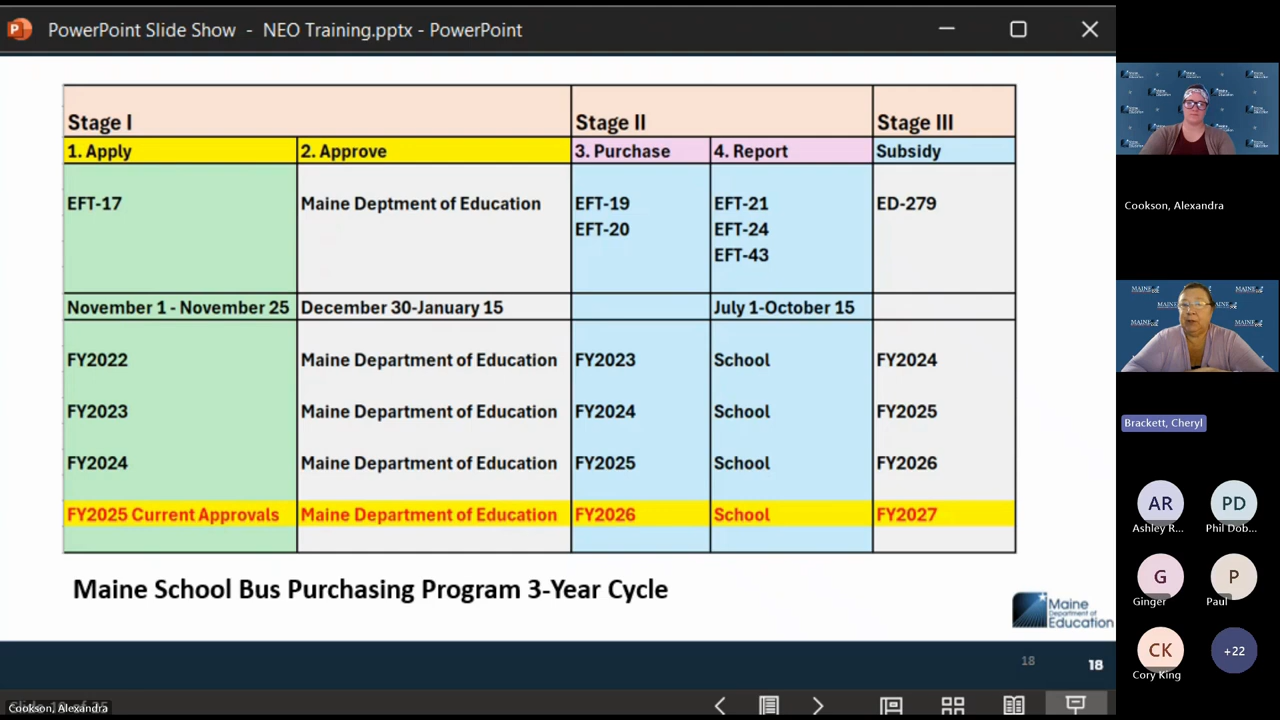 PowerPoint Slide Show - NEO Training.pptx - PowerPoint
Stage I Stage II Stage III
1. Apply 2. Approve 3. Purchase 4. Report Subsidy
EFT-17 Maine Deptment of Education EFT-19 EFT-21 ED-279
EFT-20 EFT-24
EFT-43
November 1 - November 25 December 30-January 15 July 1-October 15
FY2022 Maine Department of Education FY2023 School FY2024
FY2023 Maine Department of Education FY2024 School FY2025
FY2024 Maine Department of Education FY2025 School FY2026
FY2025 Current Approvals Maine Department of Education FY2026 School FY2027
Maine School Bus Purchasing Program 3-Year Cycle
Maine
Department of
Education
18 18
Cookson, Alexandra
Cookson, Alexandra
MAINE
Brackett, Cheryl
AR PD
Ashley R... Phil Dob...
G P
Ginger Paul
CK +22
Cory King